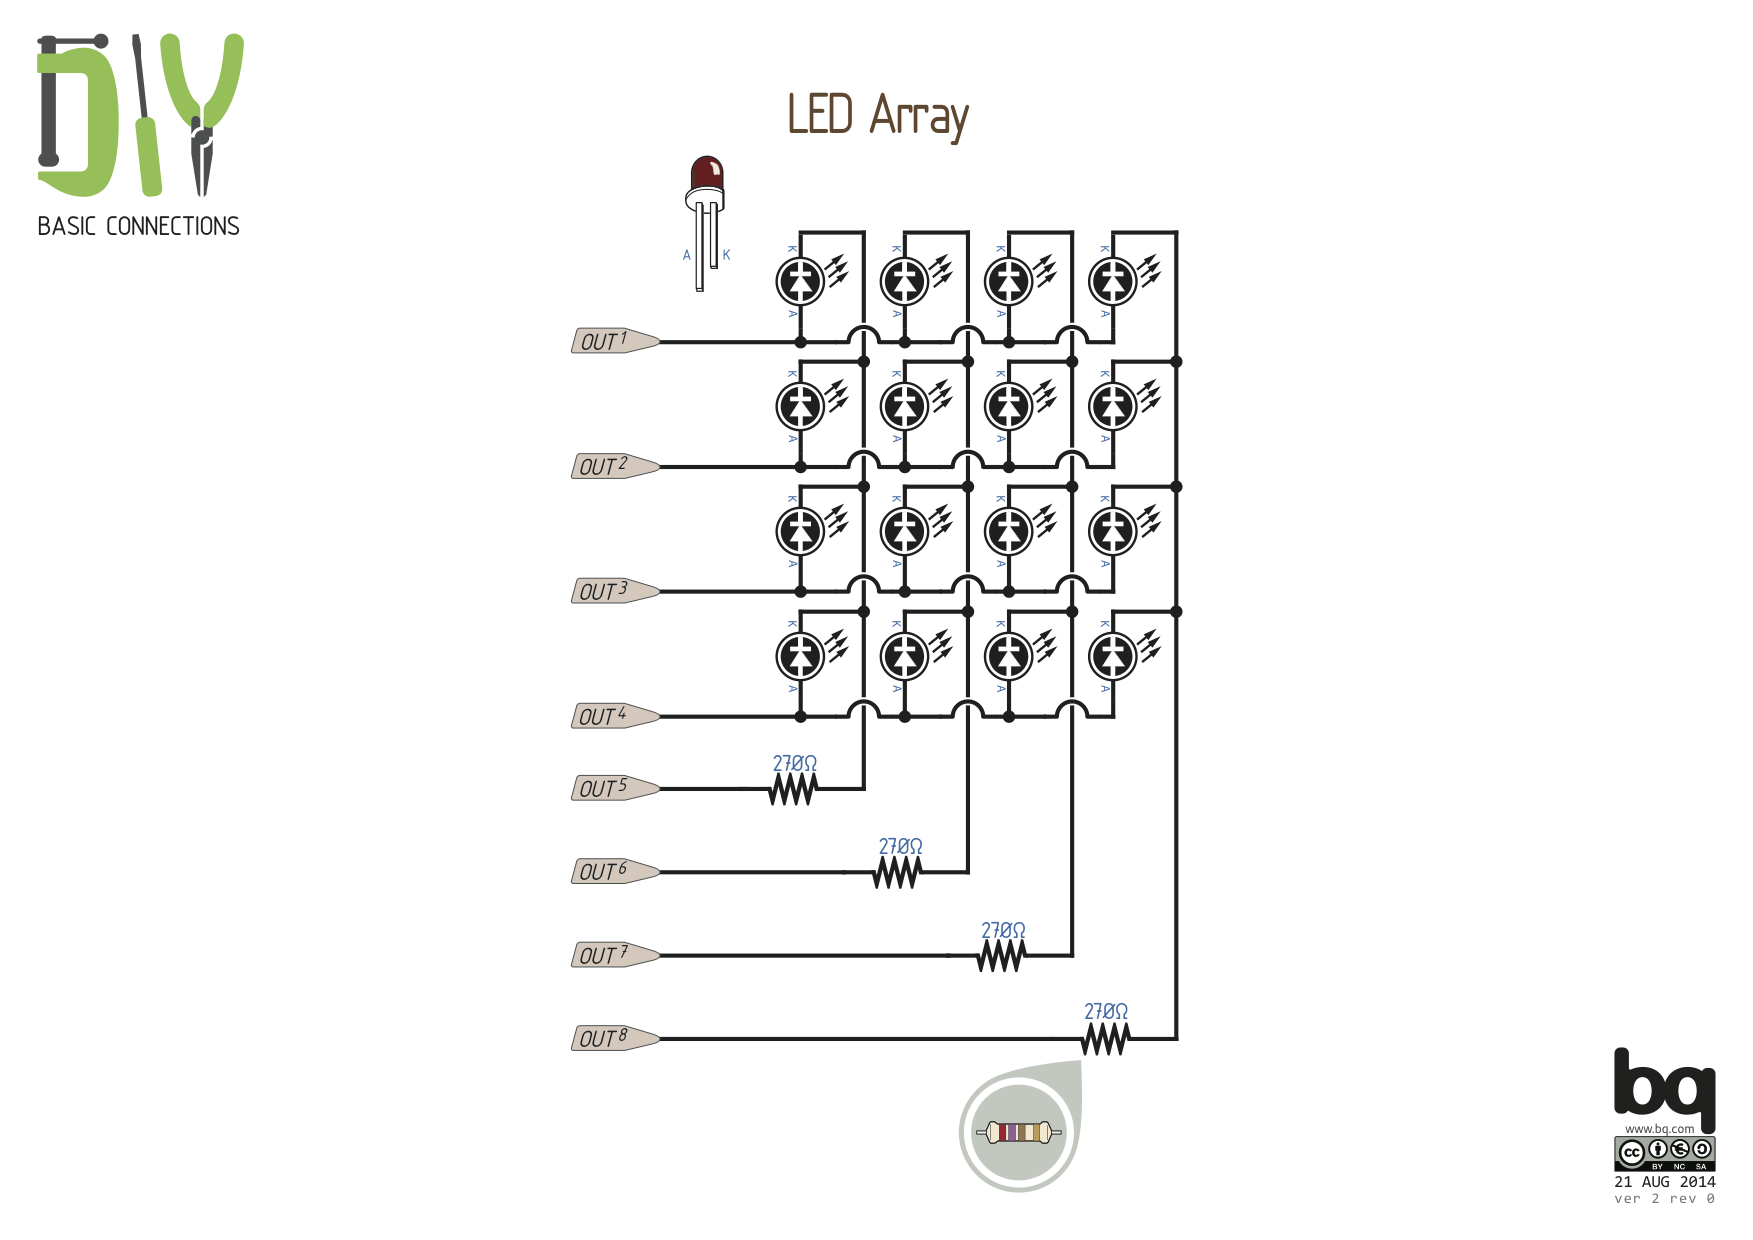 DIY
BASIC CONNECTIONS
LED Array
A K
K K K K
A A A A
OUT 1
K K K K
A A A A
OUT 2
K K K K
A A A A
OUT 3
K K K K
A A A A
OUT 4
270Ω
OUT 5
270Ω
OUT 6
270Ω
OUT 7
270Ω
OUT 8
bq
www.bq.com
cc BY NC SA
21 AUG 2014
ver 2 rev 0